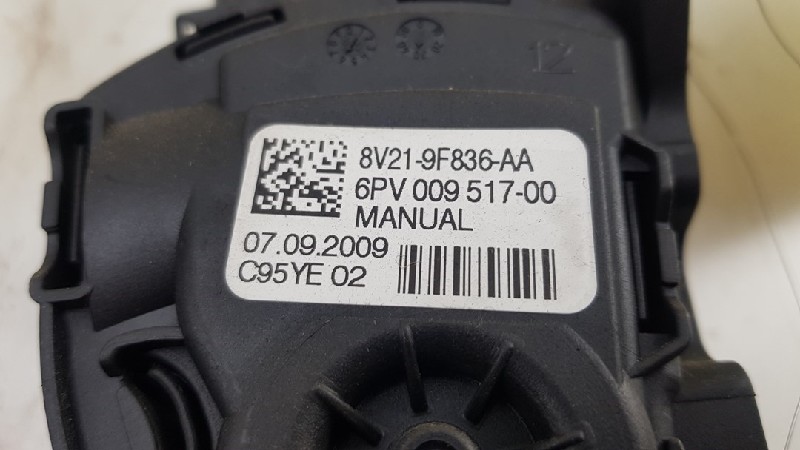 12
8V21-9F836-AA
6PV 009 517-00
MANUAL
07.09.2009
C95YE 02